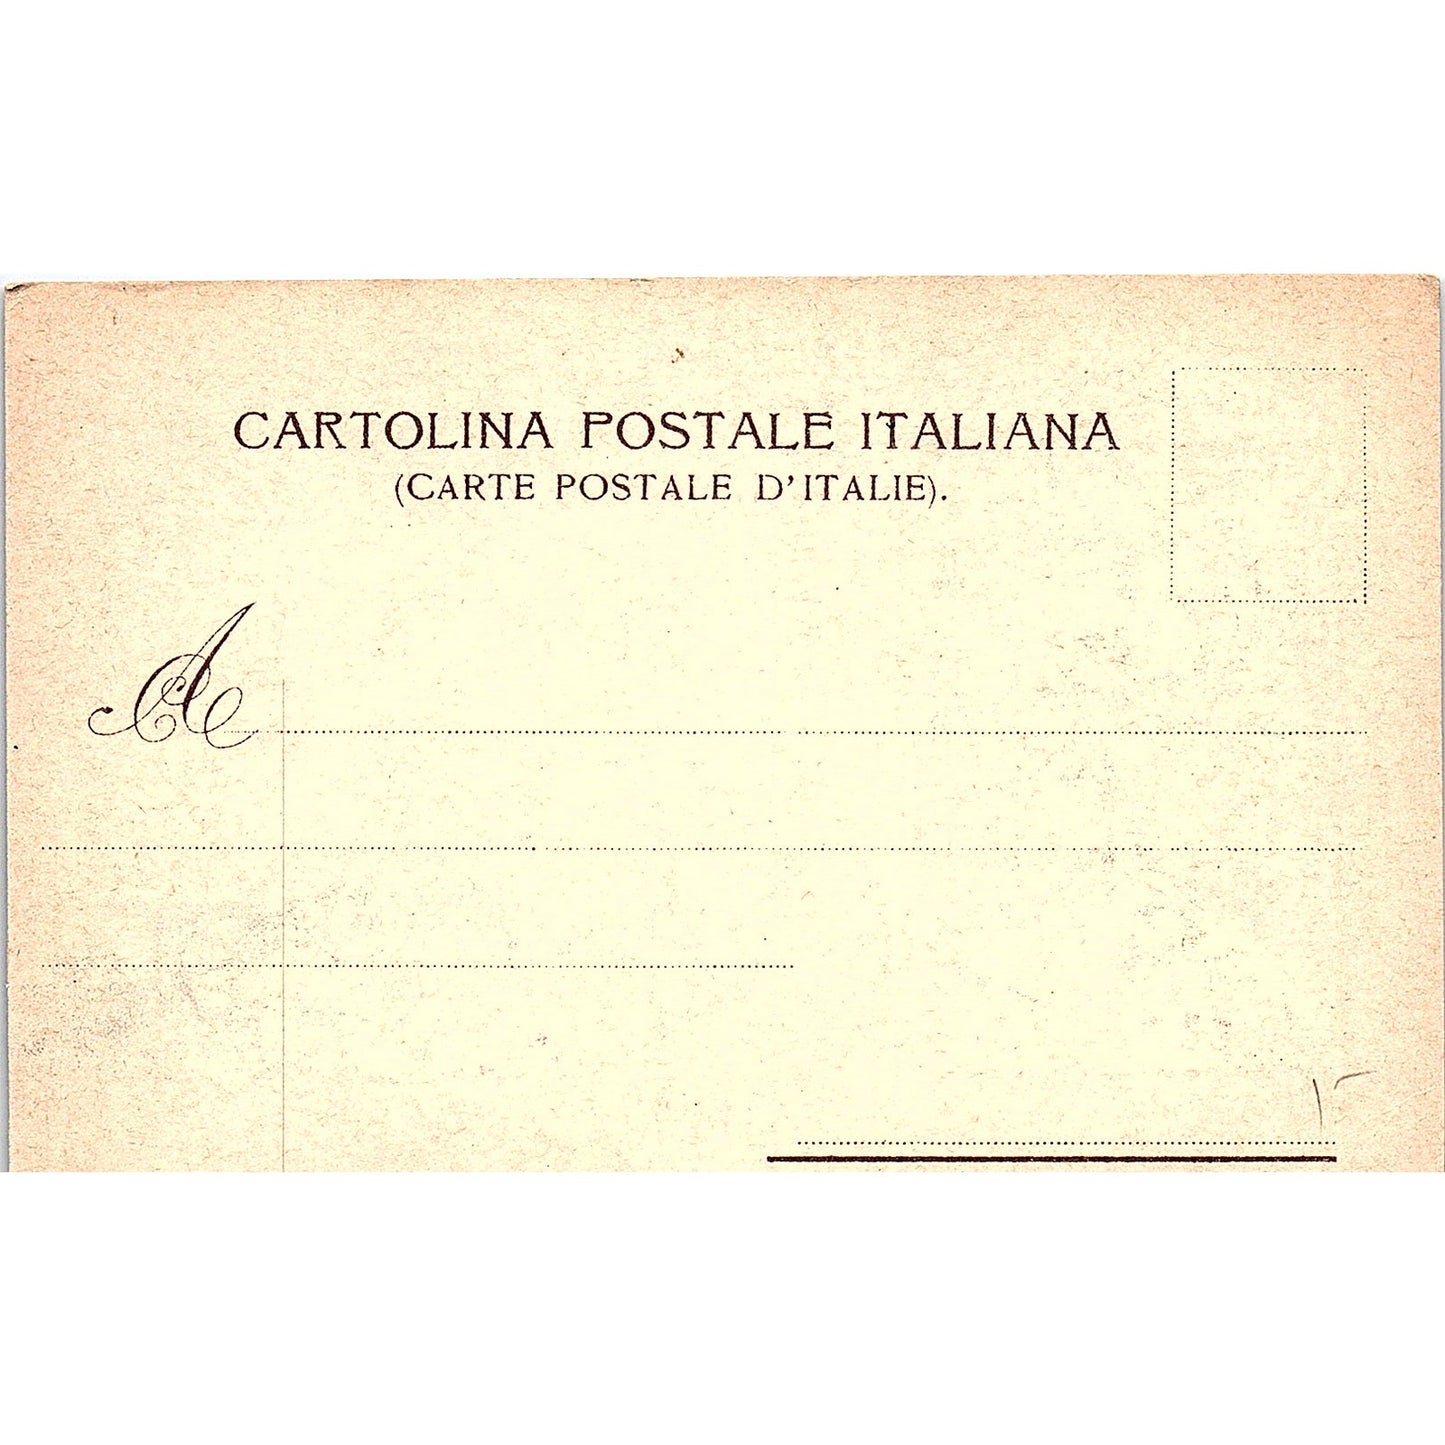 CARTOLINA POSTALE ITALIANA
(CARTE POSTALE D'ITALIE).
A